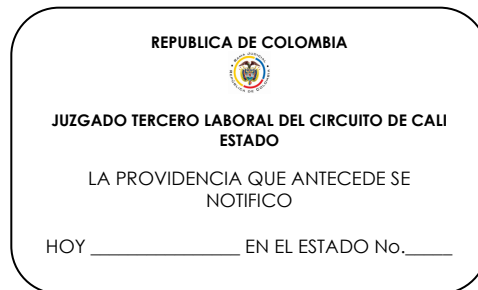 REPUBLICA DE COLOMBIA
JUZGADO TERCERO LABORAL DEL CIRCUITO DE CALI
ESTADO
LA PROVIDENCIA QUE ANTECEDE SE
NOTIFICO
HOY ________________ EN EL ESTADO No._____